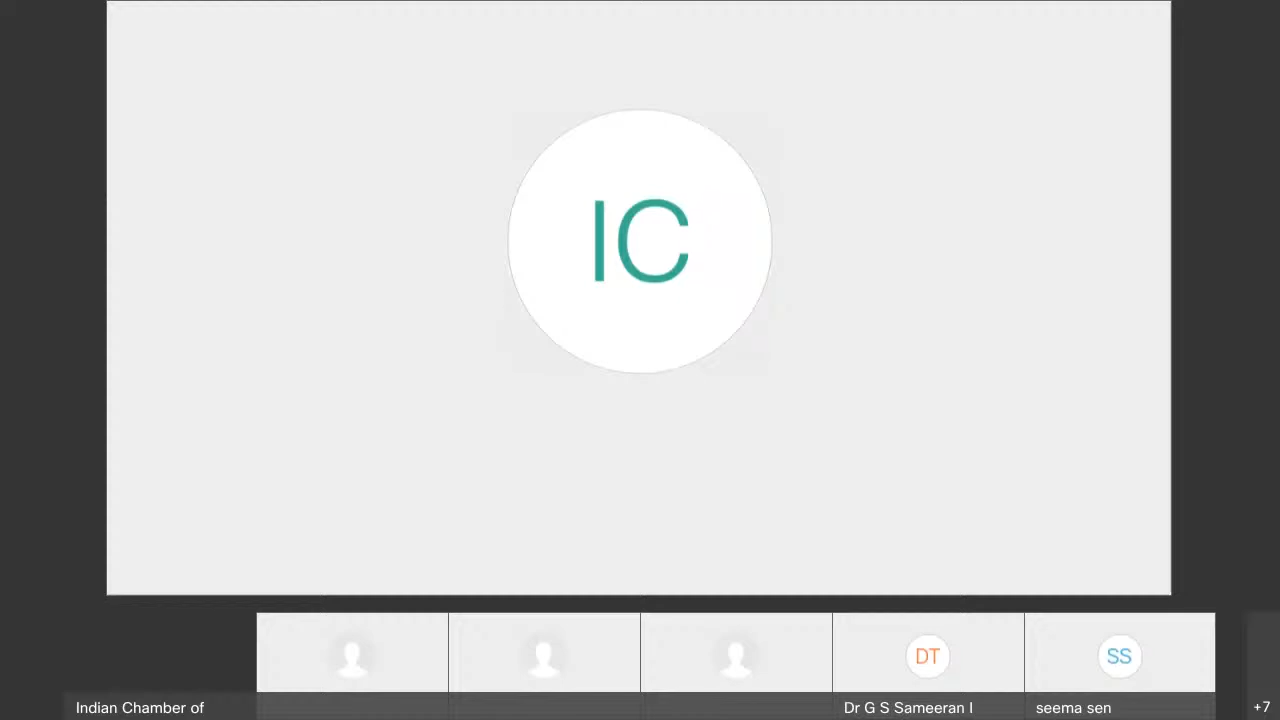 IC
DT
SS
Indian Chamber of
Dr G S Sameeran I
seema sen
+7